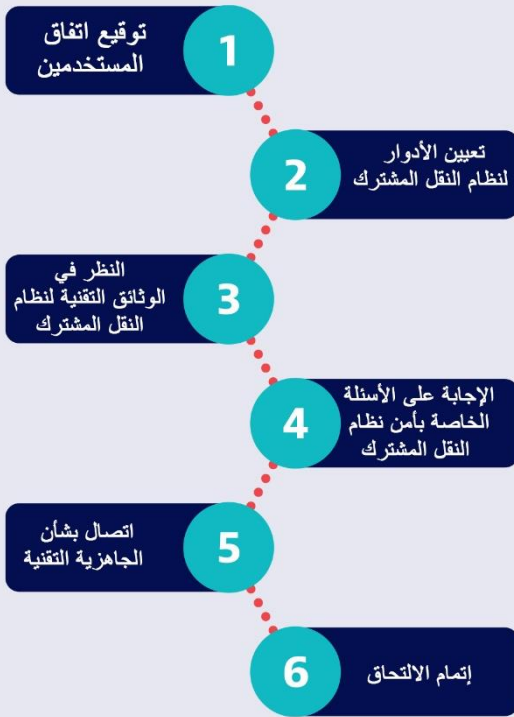 1
توقيع اتفاق
المستخدمين
2
تعيين الأدوار
لنظام النقل المشترك
3
النظر في
الوثائق التقنية لنظام
النقل المشترك
4
الإجابة على الأسئلة
الخاصة بأمن نظام
النقل المشترك
5
اتصال بشأن
الجاهزية التقنية
6
إتمام الالتحاق